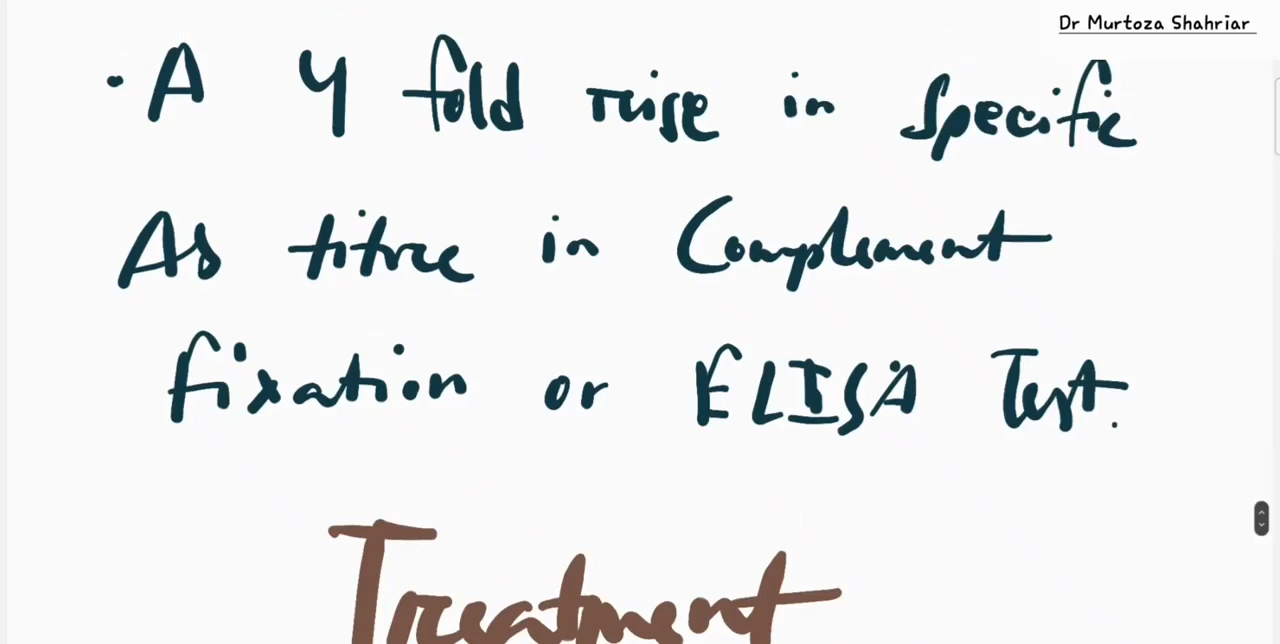 Dr Murtoza Shahriar
· A 4 fold rise in Specific
Ab titre in Complement
fixation or ELISA Test.
Treatment